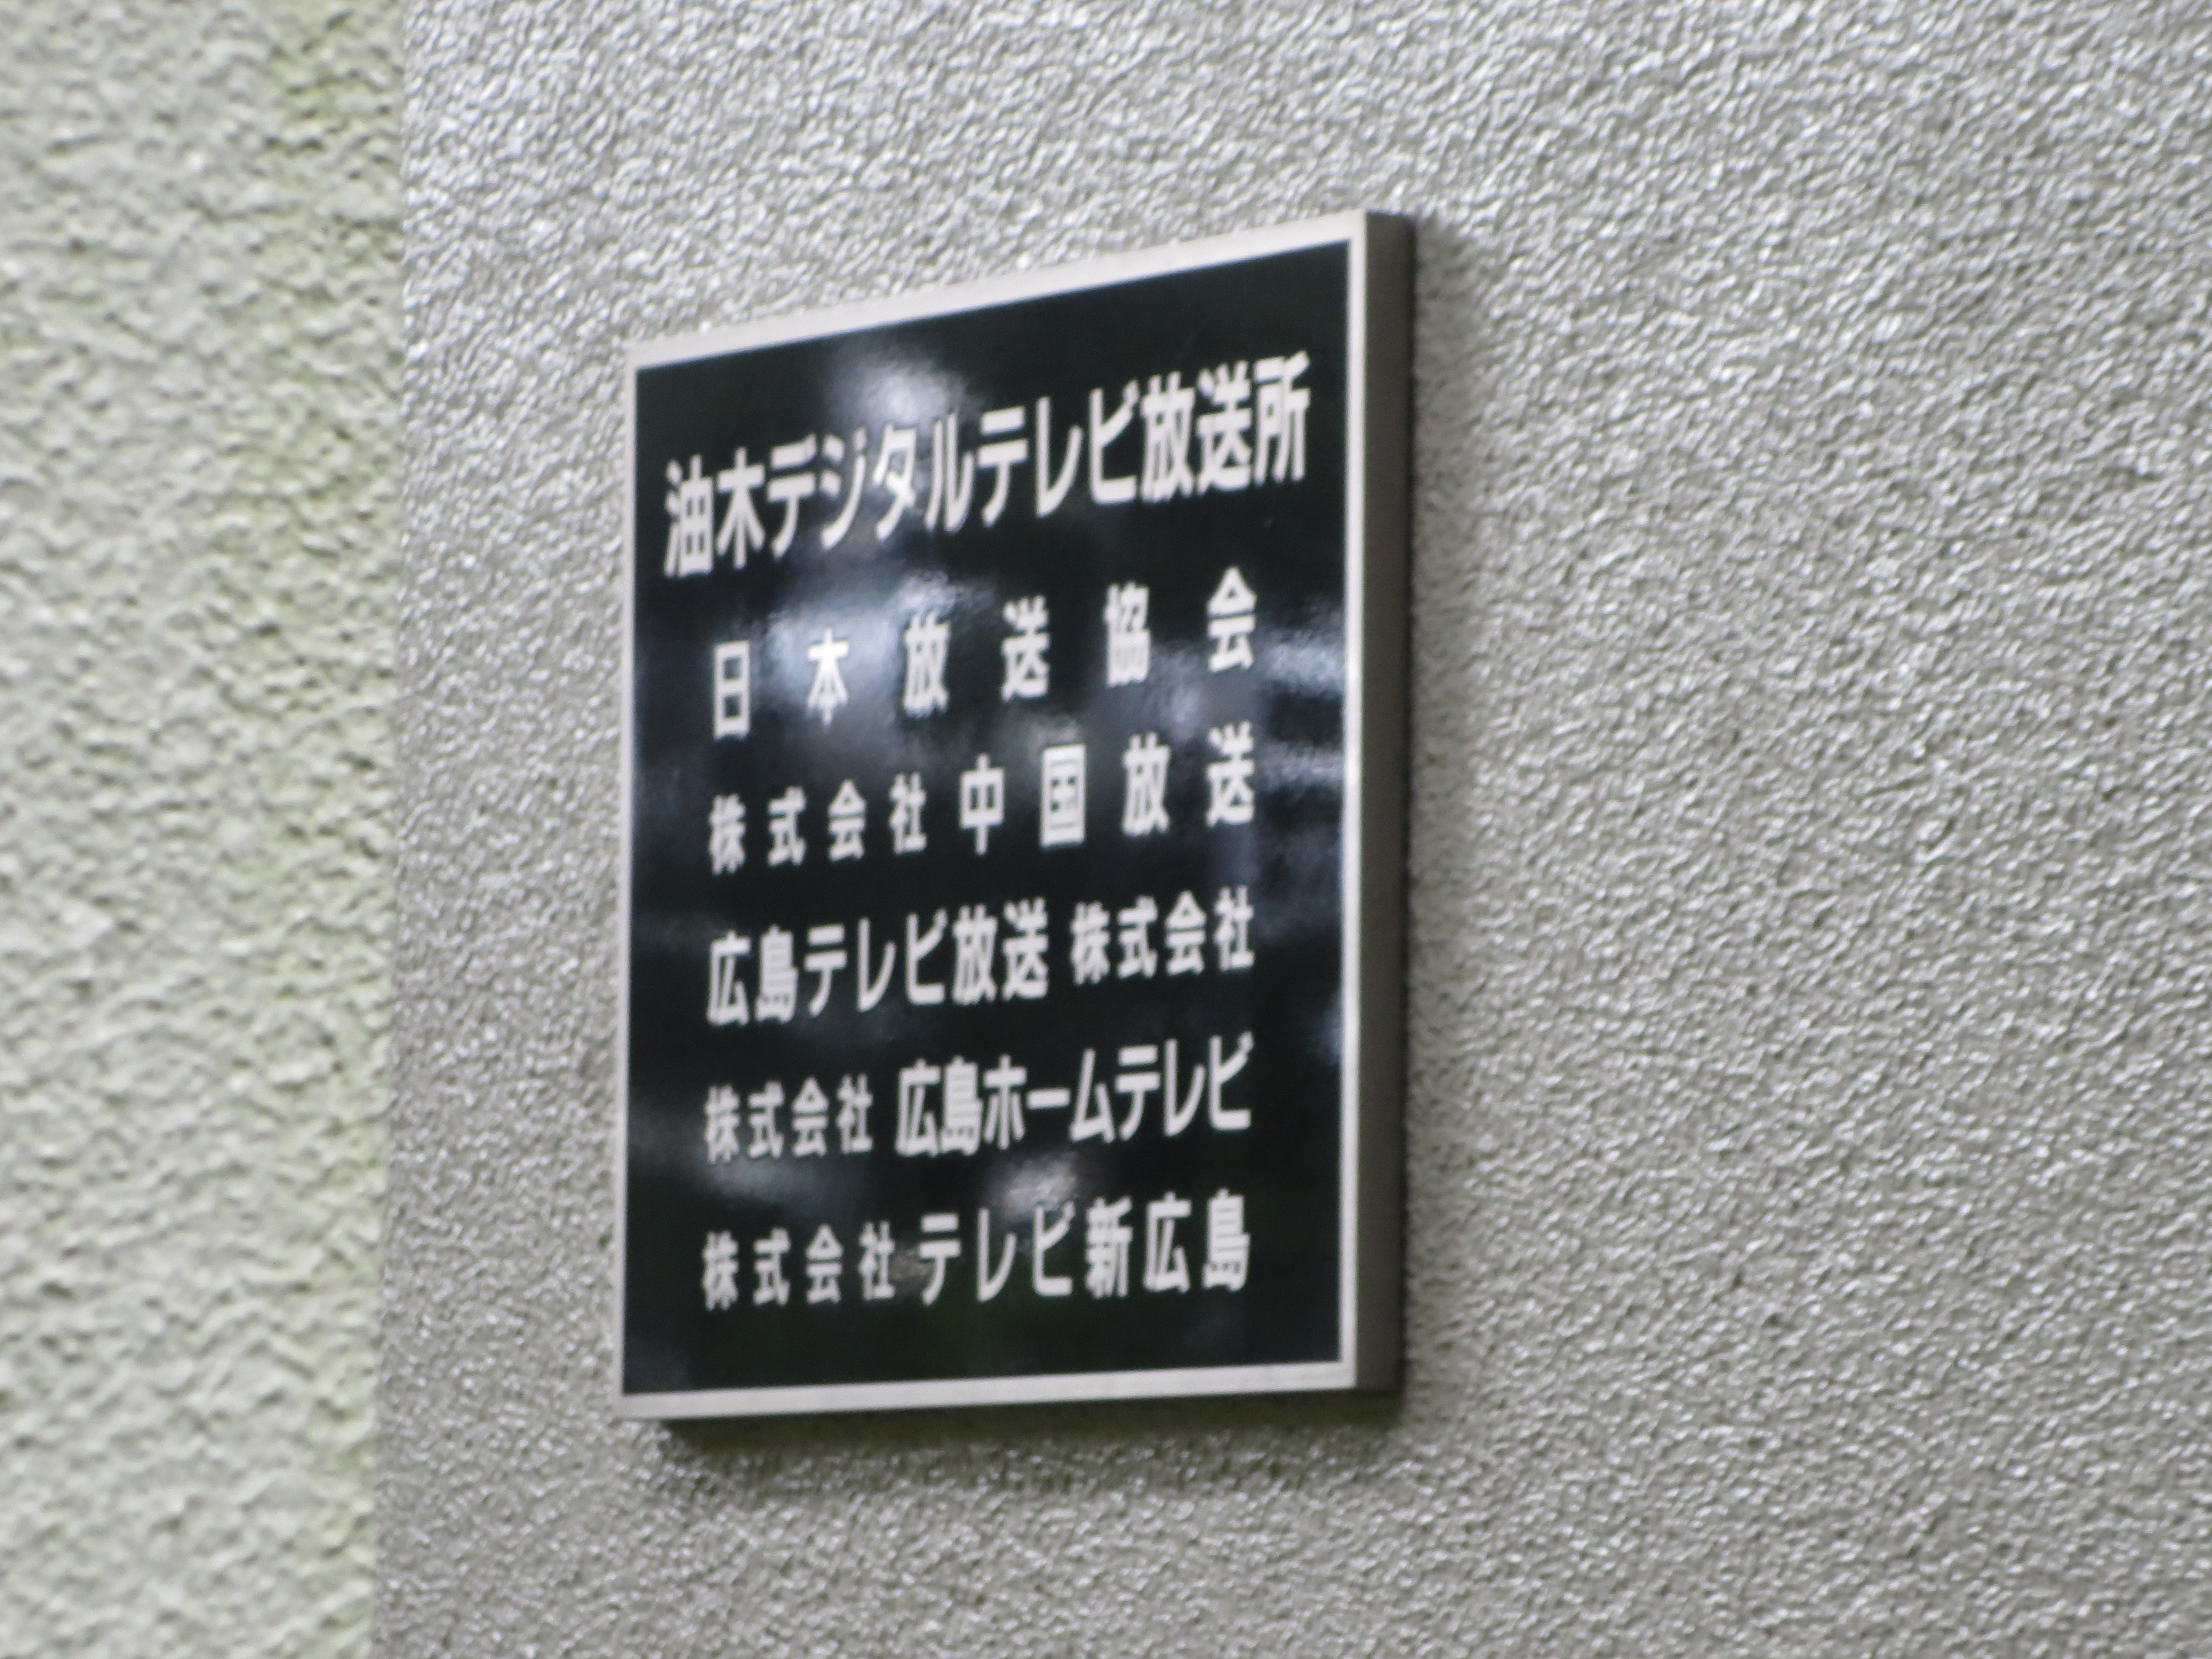 油木デジタルテレビ放送所
日本放送協会
株式会社中国放送
広島テレビ放送株式会社
株式会社広島ホームテレビ
株式会社テレビ新広島